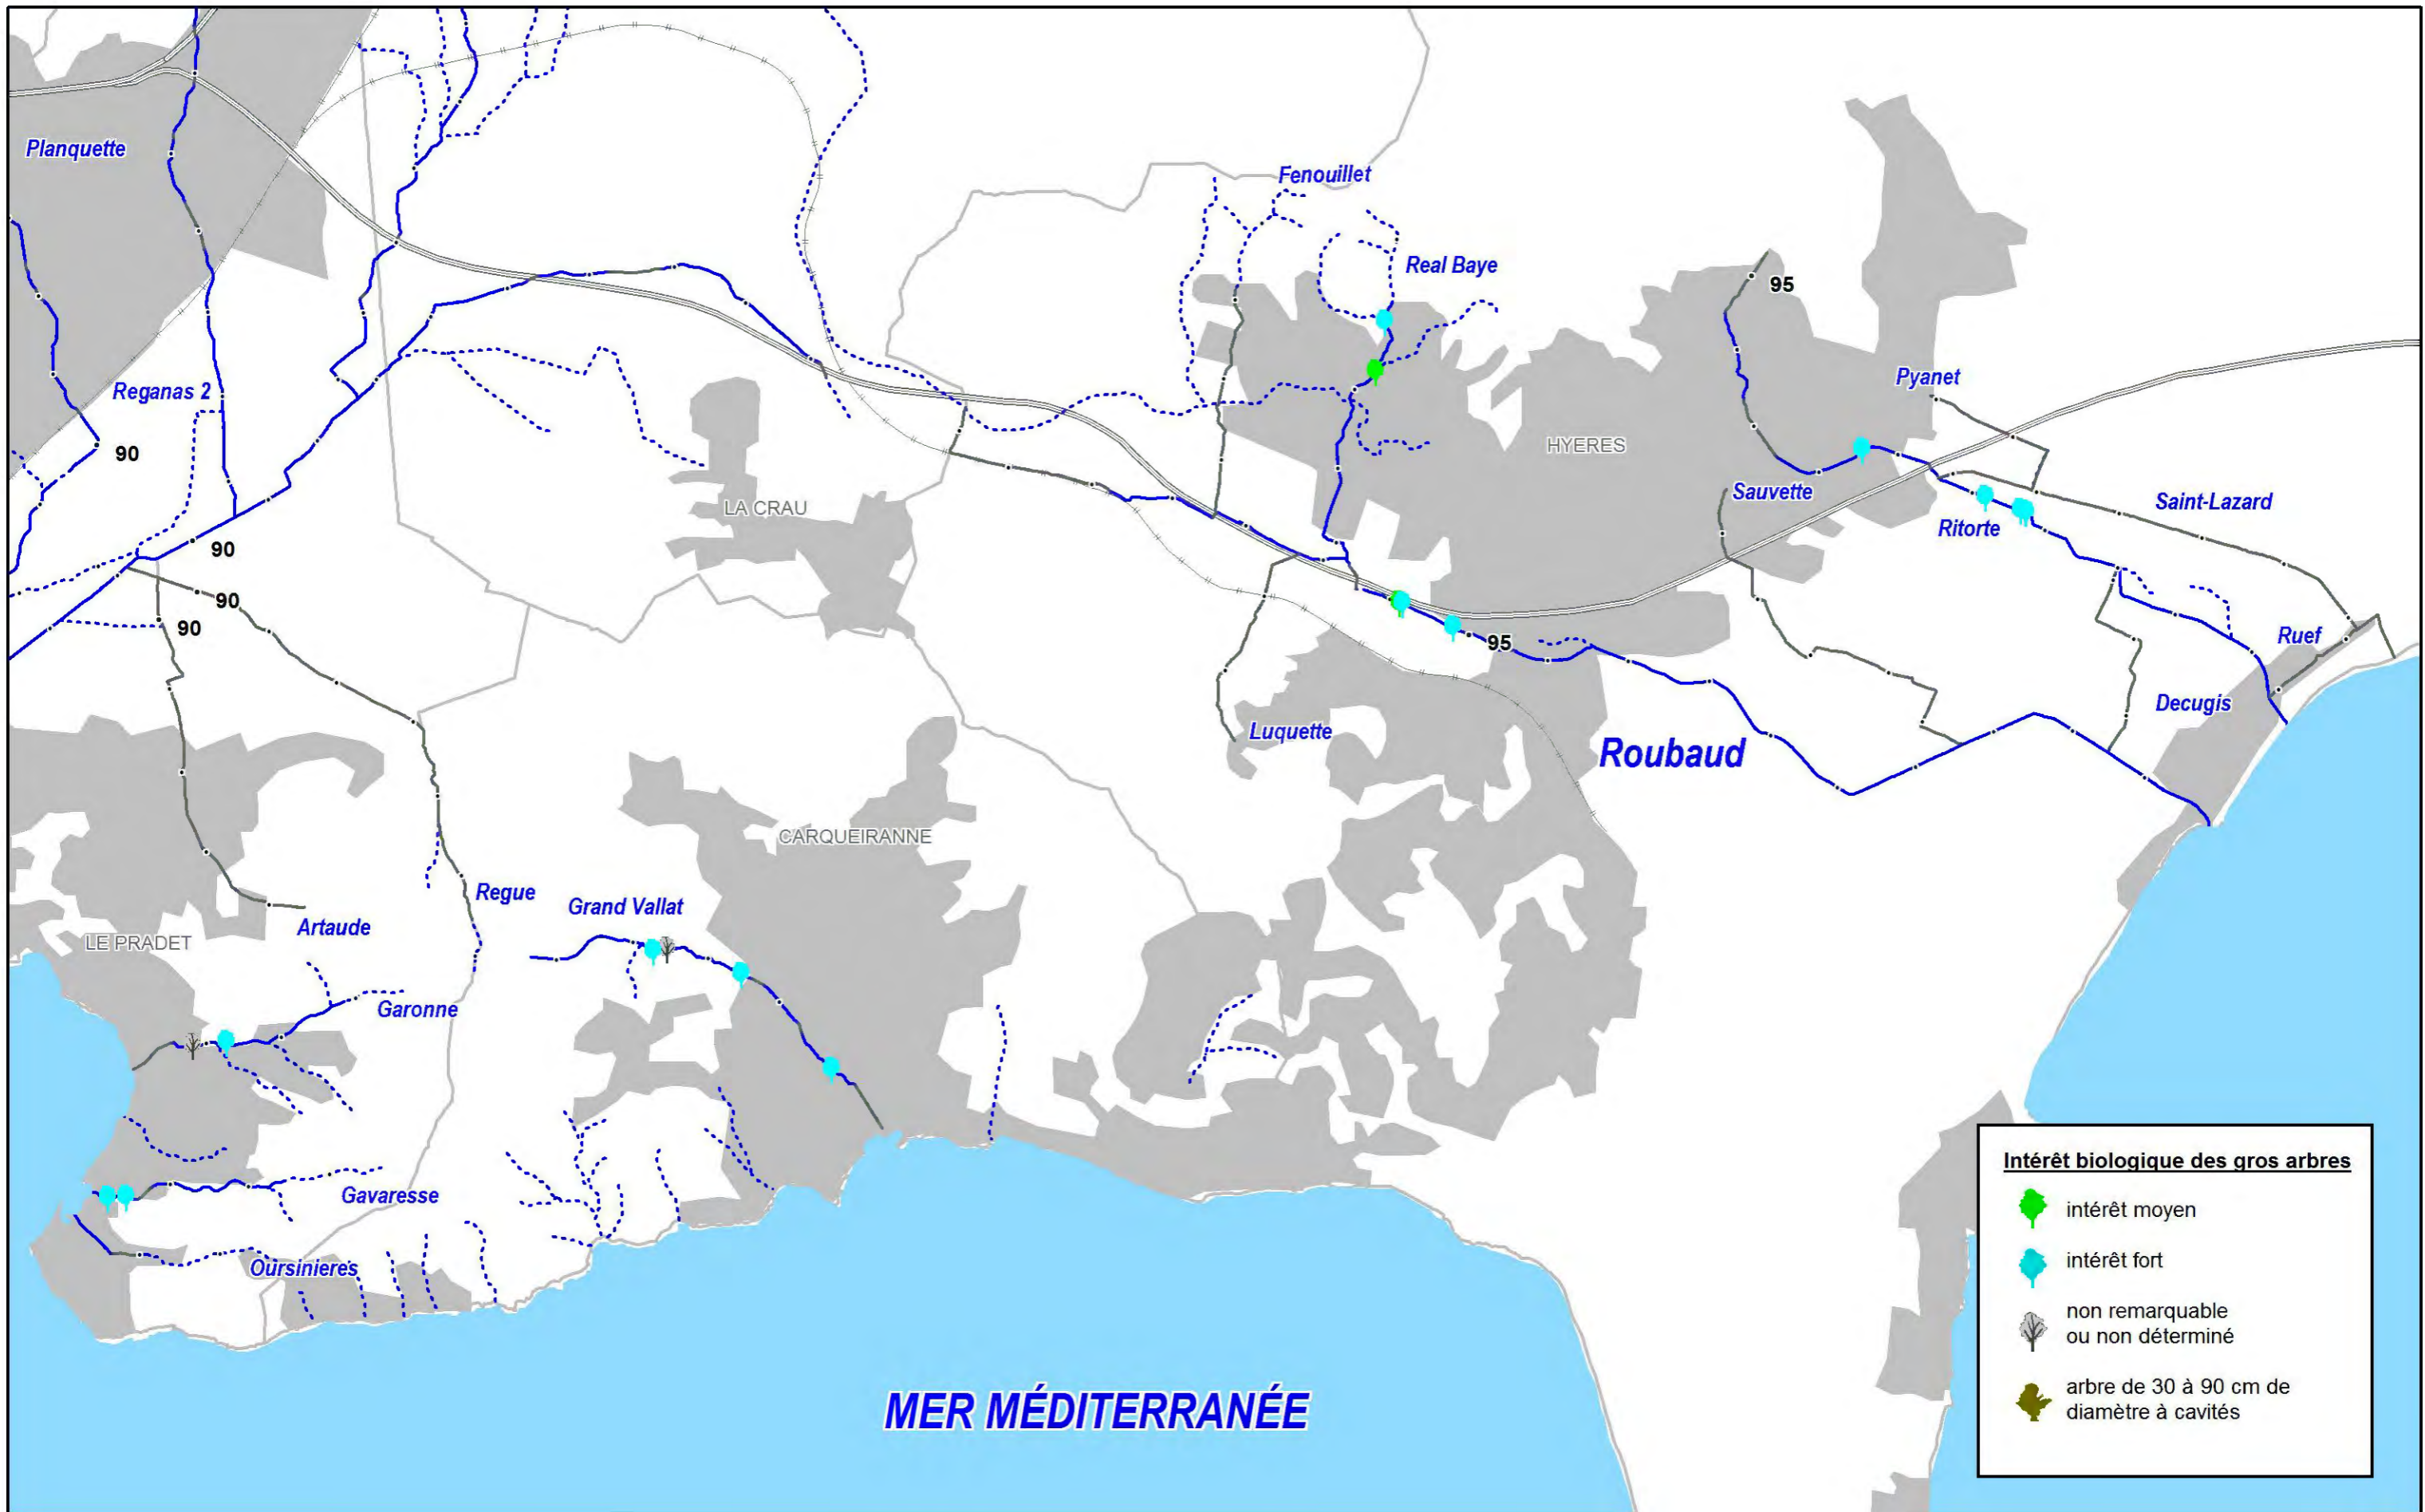 Planquette
Fenouillet
Real Baye
95
Pyanet
Reganas 2
90
HYERES
Sauvette
Saint-Lazard
LA CRAU
Ritorte
90
90
90
95
Ruef
Decugis
Luquette
Roubaud
CARQUEIRANNE
Regue
Grand Vallat
Artaude
LE PRADET
Garonne
Gavaresse
Oursinieres
MER MÉDITERRANÉE
Intérêt biologique des gros arbres
intérêt moyen
intérêt fort
non remarquable
ou non déterminé
arbre de 30 à 90 cm de
diamètre à cavités